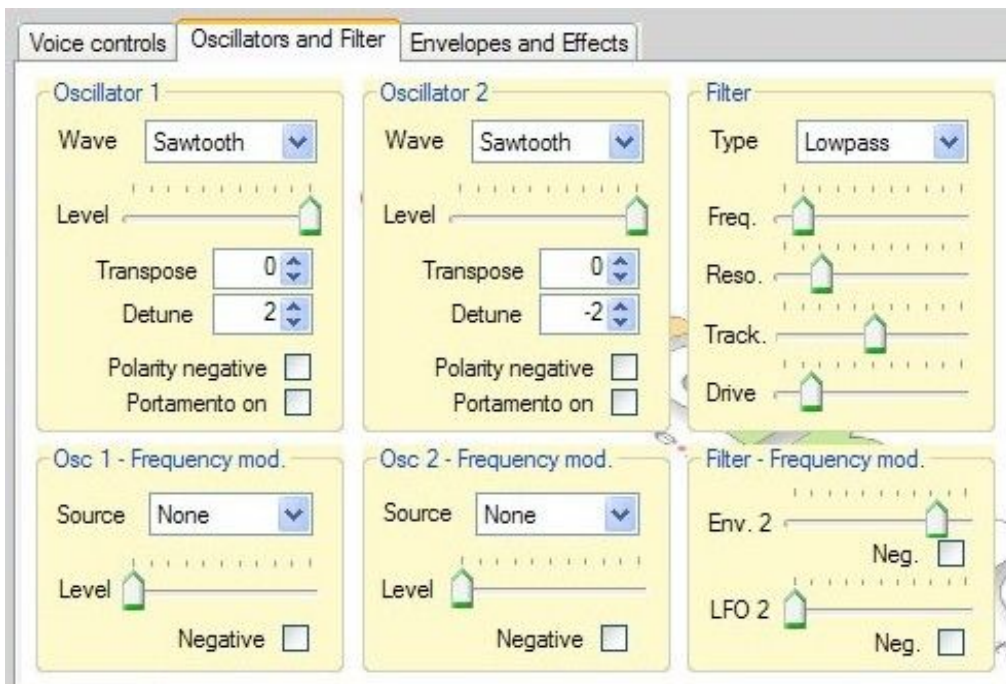 Voice controls
Oscillators and Filter
Envelopes and Effects
Oscillator 1
Wave
Sawtooth
Level
Transpose
0
Detune
2
Polarity negative
Portamento on
Oscillator 2
Wave
Sawtooth
Level
Transpose
0
Detune
-2
Polarity negative
Portamento on
Filter
Type
Lowpass
Freq.
Reso.
Track.
Drive
Osc 1 - Frequency mod.
Source
None
Level
Negative
Osc 2 - Frequency mod.
Source
None
Level
Negative
Filter - Frequency mod.
Env. 2
Neg.
LFO 2
Neg.